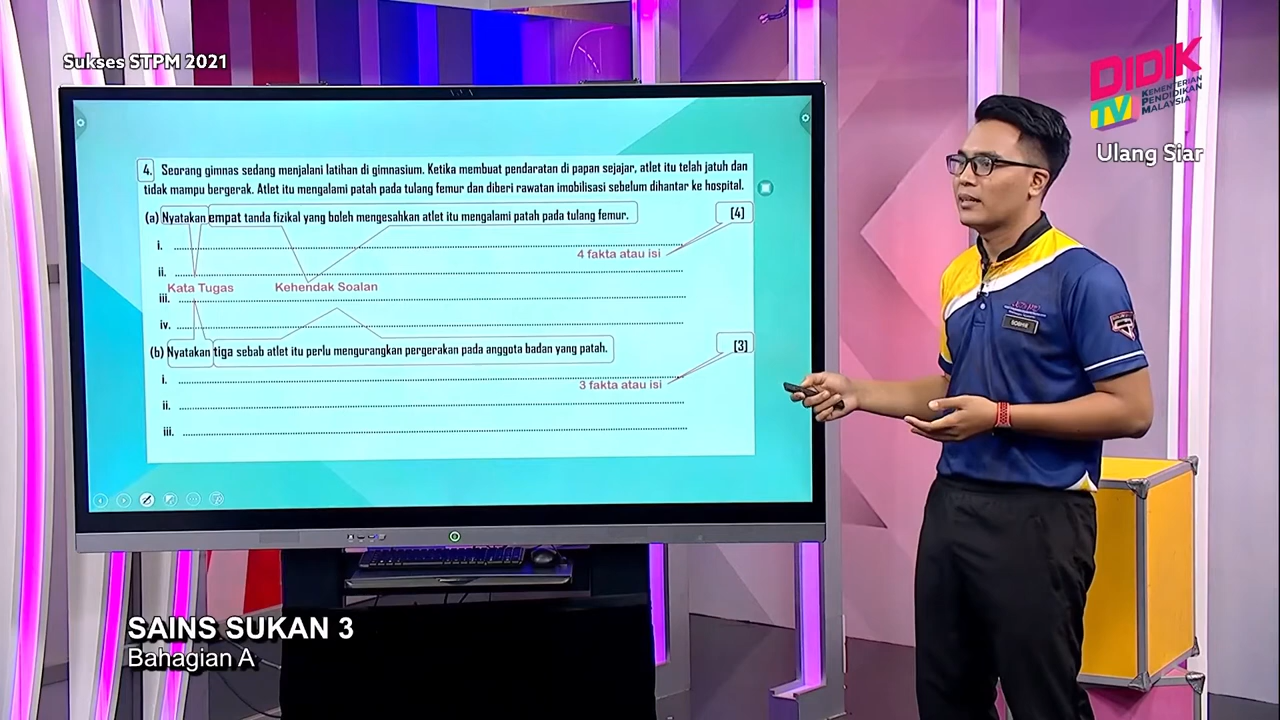 Sukses STPM 2021
DIDIK
TV
KEMENTERIAN
PENDIDIKAN
MALAYSIA
Ulang Siar
4. Seorang gimnas sedang menjalani latihan di gimnasium. Ketika membuat pendaratan di papan sejajar, atlet itu telah jatuh dan
tidak mampu bergerak. Atlet itu mengalami patah pada tulang femur dan diberi rawatan imobilisasi sebelum dihantar ke hospital.
(a) Nyatakan empat tanda fizikal yang boleh mengesahkan atlet itu mengalami patah pada tulang femur. [4]
i. ........................................
4 fakta atau isi
ii. ........................................
Kata Tugas Kehendak Soalan
iii. ........................................
iv. ........................................
(b) Nyatakan tiga sebab atlet itu perlu mengurangkan pergerakan pada anggota badan yang patah. [3]
i. ........................................
3 fakta atau isi
ii. ........................................
iii. ........................................
SAINS SUKAN 3
Bahagian A